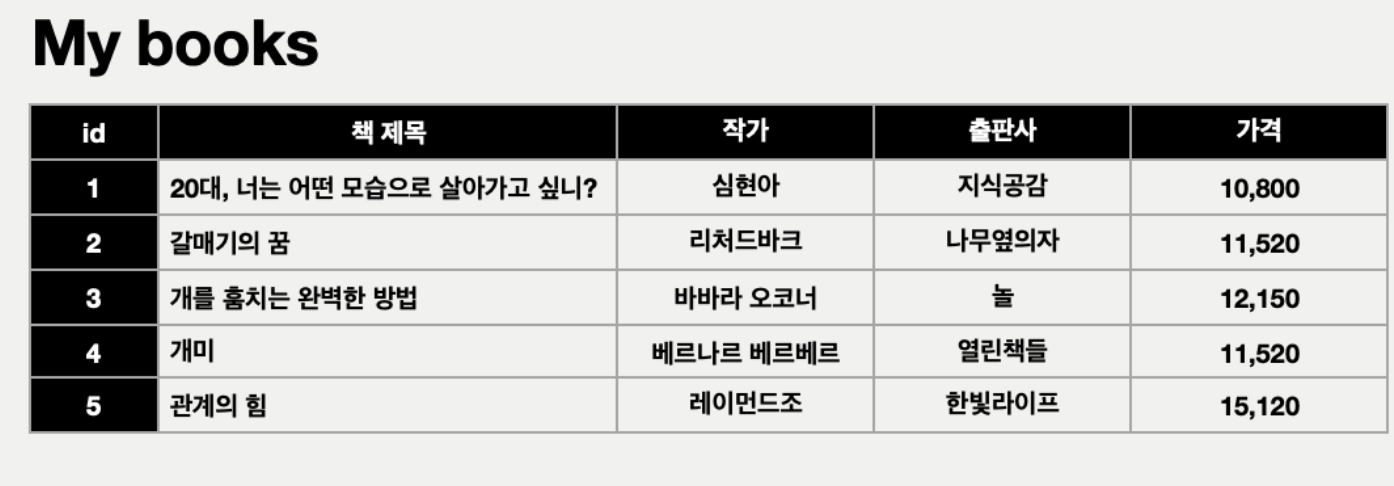 My books
id 책 제목 작가 출판사 가격
1 20대, 너는 어떤 모습으로 살아가고 싶니? 심현아 지식공감 10,800
2 갈매기의 꿈 리처드바크 나무옆의자 11,520
3 개를 훔치는 완벽한 방법 바바라 오코너 놀 12,150
4 개미 베르나르 베르베르 열린책들 11,520
5 관계의 힘 레이먼드조 한빛라이프 15,120